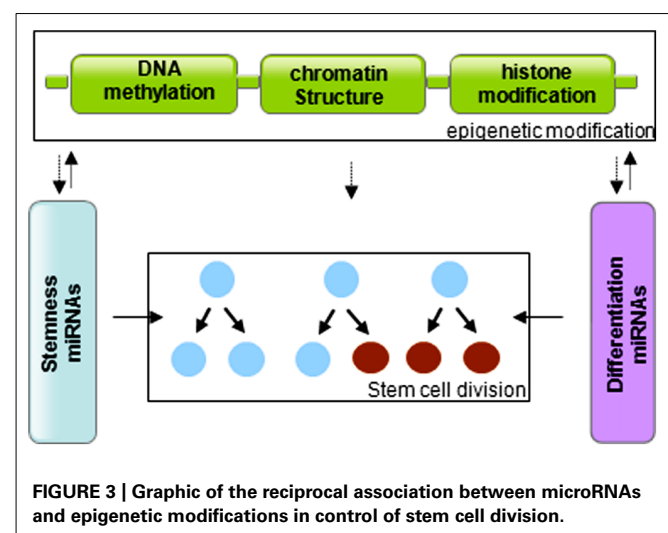 DNA
methylation
chromatin
Structure
histone
modification
epigenetic modification
Stemness
miRNAs
Differentiation
miRNAs
Stem cell division
FIGURE 3 | Graphic of the reciprocal association between microRNAs
and epigenetic modifications in control of stem cell division.